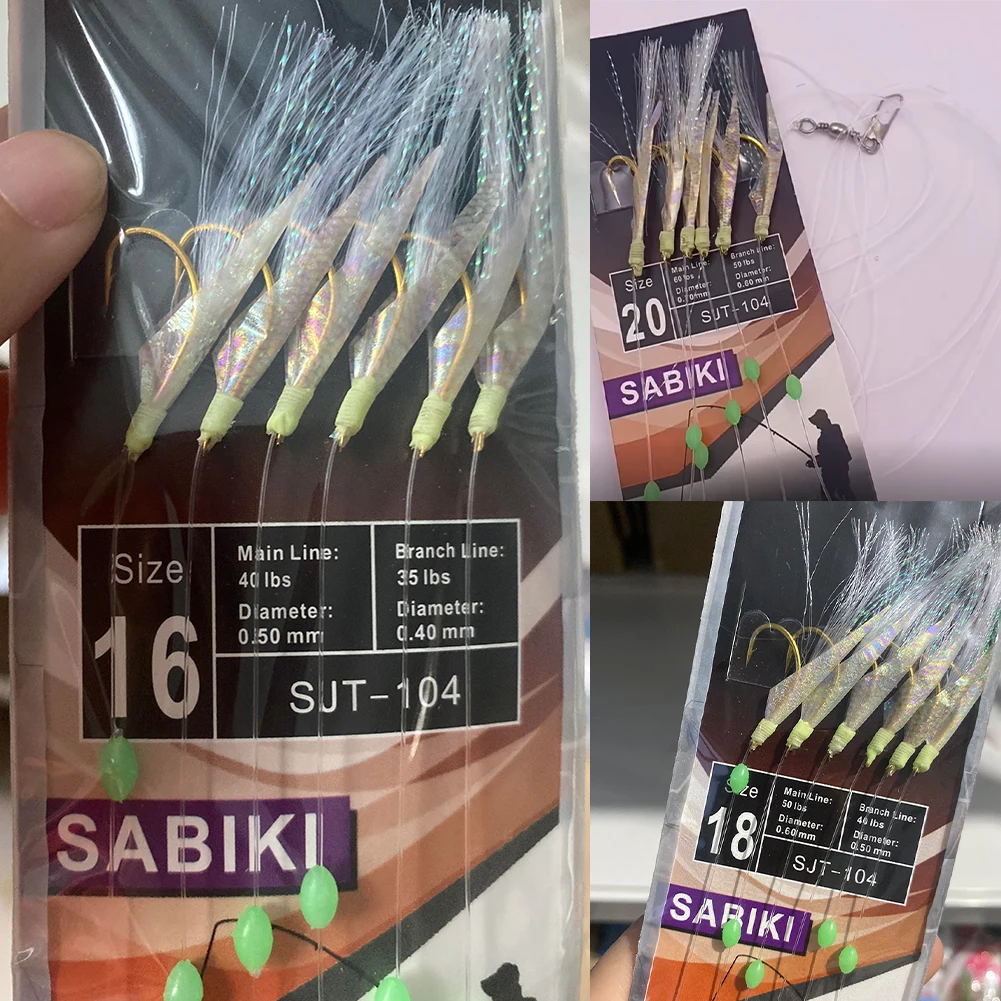 Size
16
Main Line:
40 lbs
Diameter:
0.50 mm
Branch Line:
35 lbs
Diameter:
0.40 mm
SJT-104
SABIKI
Size
20
Main Line:
60 lbs
Diameter:
0.70mm
Branch Line:
50 lbs
Diameter:
0.60 mm
SJT-104
SABIKI
Size
18
Main Line:
50 lbs
Diameter:
0.60mm
Branch Line:
40 lbs
Diameter:
0.50 mm
SJT-104
SABIKI